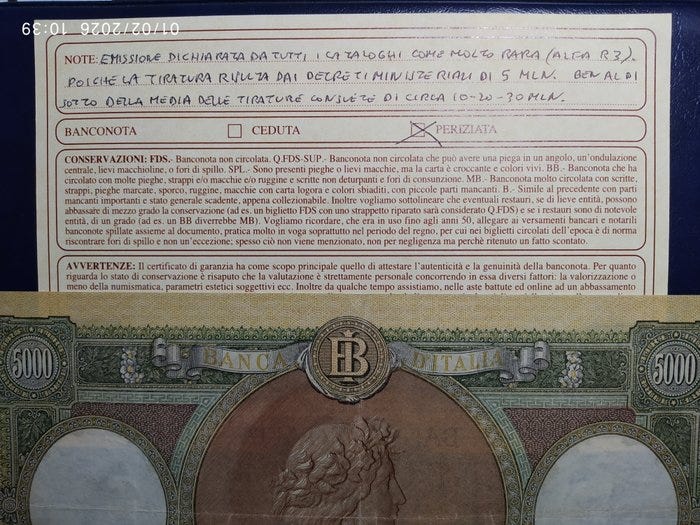 01/02/2026 10:39
NOTE: EMISSIONE DICHIARATA DA TUTTI I CATALOGHI COME MOLTO RARA (ALFA R3).
POICHE LA TIRATURA RISULTA DAI DECRETI MINISTERIALI DI 5 MLN. BEN AL DI
SOTTO DELLA MEDIA DELLE TIRATURE CONSUETE DI CIRCA 10-20-30 MLN.
BANCONOTA CEDUTA PERIZIATA
CONSERVAZIONI: FDS.- Banconota non circolata. Q.FDS-SUP.- Banconota non circolata che può avere una piega in un angolo, un'ondulazione
centrale, lievi macchioline o fori di spillo. SPL.- Sono presenti pieghe o lievi macchie, ma la carta è croccante e colori vivi. BB.- Banconota che ha
circolato con molte pieghe, strappi e/o macchie e/o ruggine e scritte non deturpanti e fori di consunzione. MB.- Banconota molto circolata con scritte,
strappi, pieghe marcate, sporco, ruggine, macchie con carta logora e colori sbiaditi, con piccole parti mancanti. B.- Simile al precedente con parti
mancanti importanti e stato generale scadente, appena collezionabile. Inoltre vogliamo sottolineare che eventuali restauri, se di lieve entità, possono
abbassare di mezzo grado la conservazione (ad es. un biglietto FDS con uno strappetto riparato sarà considerato Q.FDS) e se i restauri sono di notevole
entità, di un grado (ad es. un BB diverrebbe MB). Vogliamo ricordare, che era in uso fino agli anni 50, allegare ai versamenti bancari e notarili
banconote spillate assieme al documento, pratica molto in voga soprattutto nel periodo del regno, per cui nei biglietti circolati dell'epoca è di norma
riscontrare fori di spillo e non un'eccezione; spesso ciò non viene menzionato, non per negligenza ma perchè ritenuto un fatto scontato.
AVVERTENZE: Il certificato di garanzia ha come scopo principale quello di attestare l'autenticità e la genuinità della banconota. Per quanto
riguarda lo stato di conservazione è risaputo che la valutazione è strettamente personale concorrendo in essa diversi fattori: la valorizzazione o
meno della numismatica, parametri estetici soggettivi ecc. Inoltre da qualche tempo assistiamo, nelle aste battute ed online ad un abbassamento
5000 BANCA BI D'ITALIA 5000